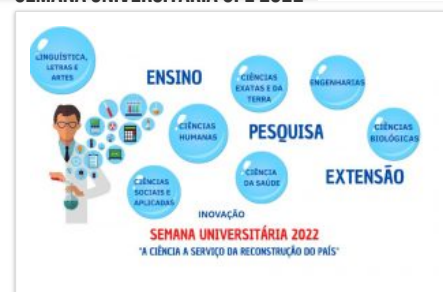 LINGUÍSTICA,
LETRAS E
ARTES
ENSINO
CIÊNCIAS
EXATAS E DA
TERRA
ENGENHARIAS
CIÊNCIAS
HUMANAS
PESQUISA
CIÊNCIAS
BIOLÓGICAS
CIÊNCIAS
SOCIAIS E
APLICADAS
CIÊNCIA
DA SAÚDE
EXTENSÃO
INOVAÇÃO
SEMANA UNIVERSITÁRIA 2022
"A CIÊNCIA A SERVIÇO DA RECONSTRUÇÃO DO PAÍS"